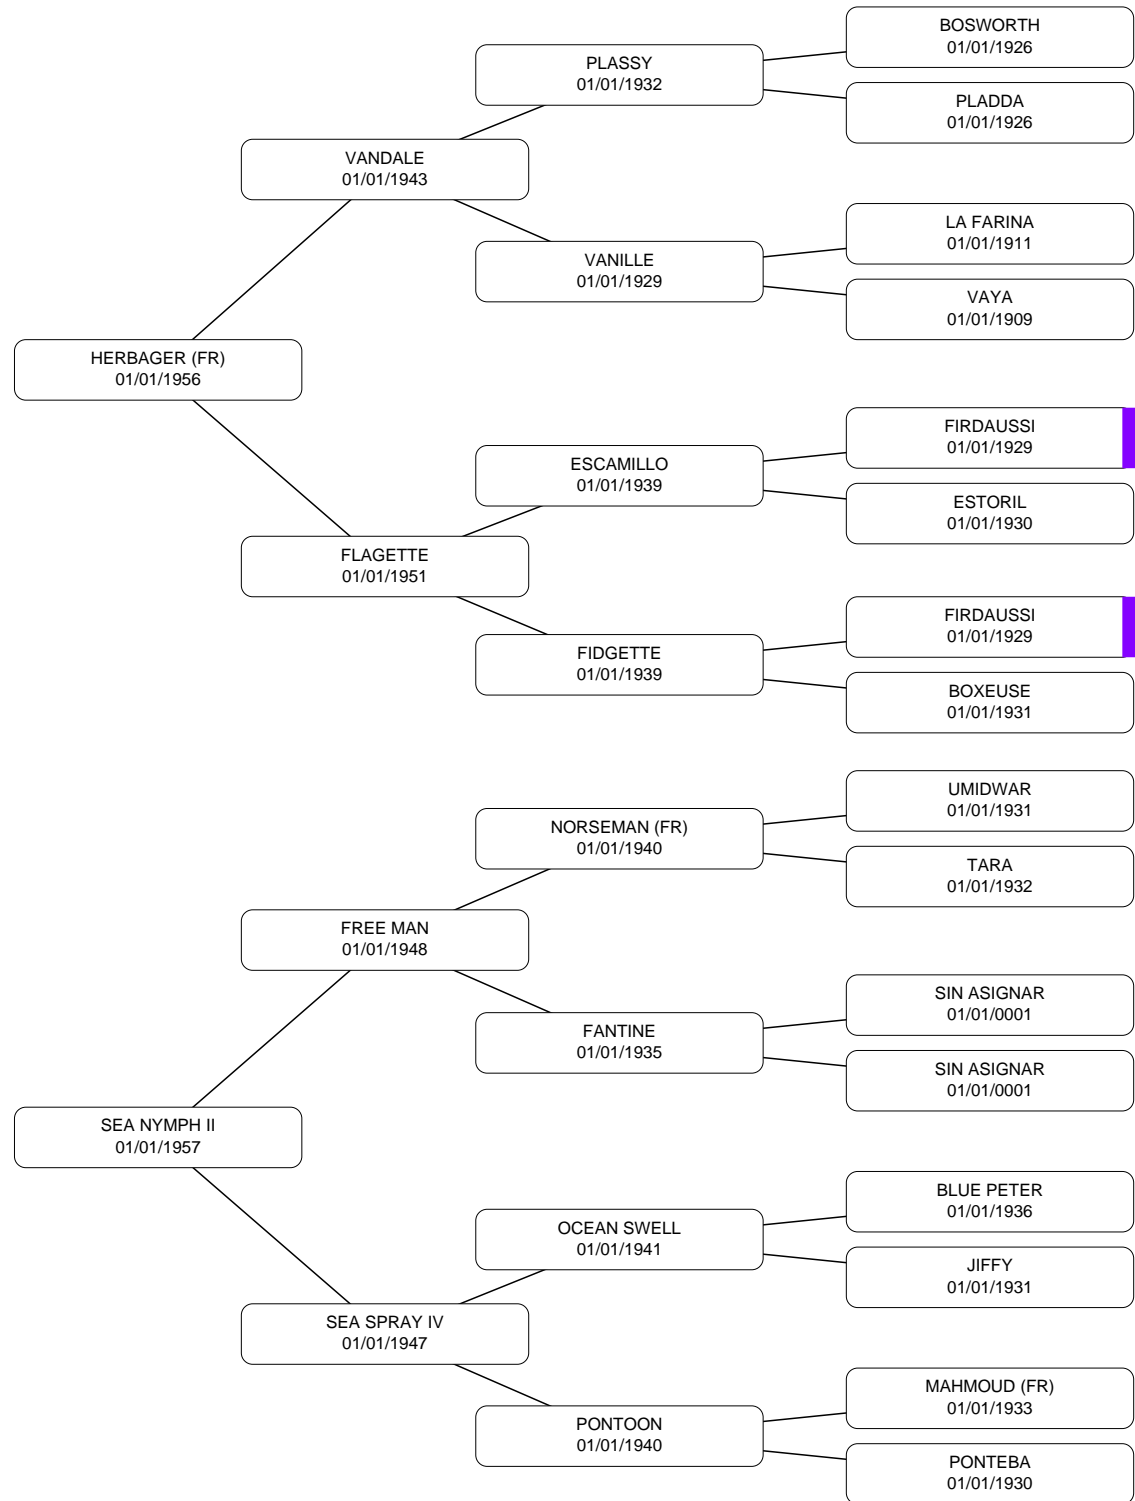 BOSWORTH
01/01/1926
PLASSY
01/01/1932
PLADDA
01/01/1926
VANDALE
01/01/1943
LA FARINA
01/01/1911
VANILLE
01/01/1929
VAYA
01/01/1909
HERBAGER (FR)
01/01/1956
FIRDAUSSI
01/01/1929
ESCAMILLO
01/01/1939
ESTORIL
01/01/1930
FLAGETTE
01/01/1951
FIRDAUSSI
01/01/1929
FIDGETTE
01/01/1939
BOXEUSE
01/01/1931
UMIDWAR
01/01/1931
NORSEMAN (FR)
01/01/1940
TARA
01/01/1932
FREE MAN
01/01/1948
SIN ASIGNAR
01/01/0001
FANTINE
01/01/1935
SIN ASIGNAR
01/01/0001
SEA NYMPH II
01/01/1957
BLUE PETER
01/01/1936
OCEAN SWELL
01/01/1941
JIFFY
01/01/1931
SEA SPRAY IV
01/01/1947
MAHMOUD (FR)
01/01/1933
PONTOON
01/01/1940
PONTEBA
01/01/1930